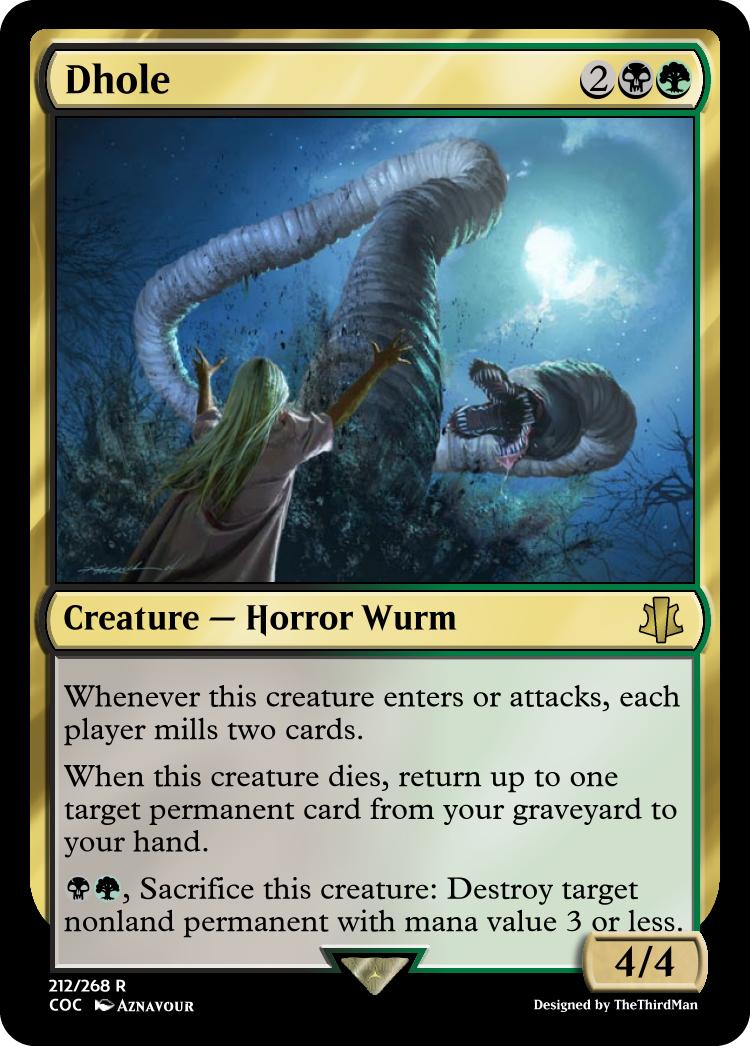 Dhole
2
Creature — Horror Wurm
Whenever this creature enters or attacks, each
player mills two cards.
When this creature dies, return up to one
target permanent card from your graveyard to
your hand.
, Sacrifice this creature: Destroy target
nonland permanent with mana value 3 or less.
4/4
212/268 R
COC AZNAVOUR
Designed by TheThirdMan